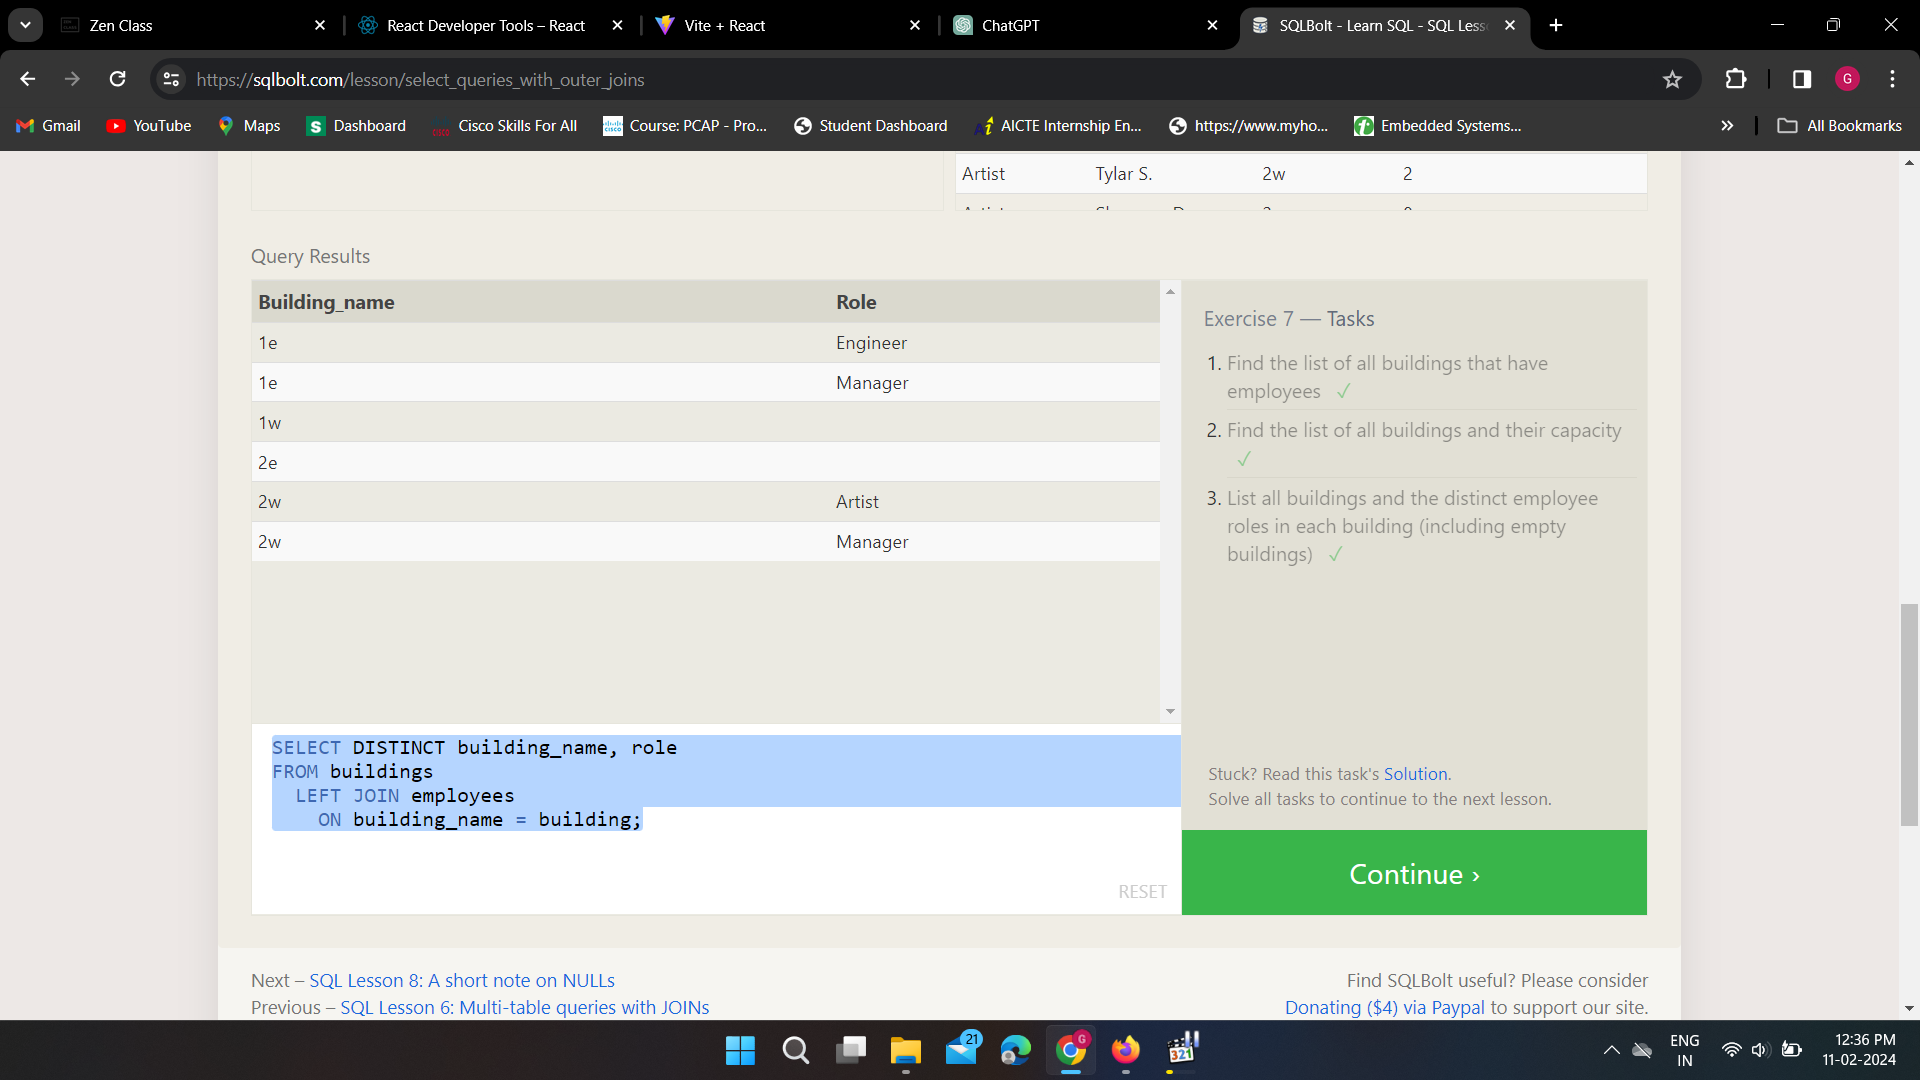 Zen Class
React Developer Tools – React
Vite + React
ChatGPT
SQLBolt - Learn SQL - SQL Less
https://sqlbolt.com/lesson/select_queries_with_outer_joins
G
Gmail
YouTube
Maps
Dashboard
Cisco Skills For All
Course: PCAP - Pro...
Student Dashboard
AICTE Internship En...
https://www.myho...
Embedded Systems...
All Bookmarks
Artist Tylar S. 2w 2
Query Results
Building_name Role
1e Engineer
1e Manager
1w
2e
2w Artist
2w Manager
SELECT DISTINCT building_name, role
FROM buildings
LEFT JOIN employees
ON building_name = building;
RESET
Exercise 7 — Tasks
1. Find the list of all buildings that have
employees ✓
2. Find the list of all buildings and their capacity
✓
3. List all buildings and the distinct employee
roles in each building (including empty
buildings) ✓
Stuck? Read this task's Solution.
Solve all tasks to continue to the next lesson.
Continue ›
Next – SQL Lesson 8: A short note on NULLs
Previous – SQL Lesson 6: Multi-table queries with JOINs
Find SQLBolt useful? Please consider
Donating ($4) via Paypal to support our site.
21
G
321
ENG
IN
12:36 PM
11-02-2024